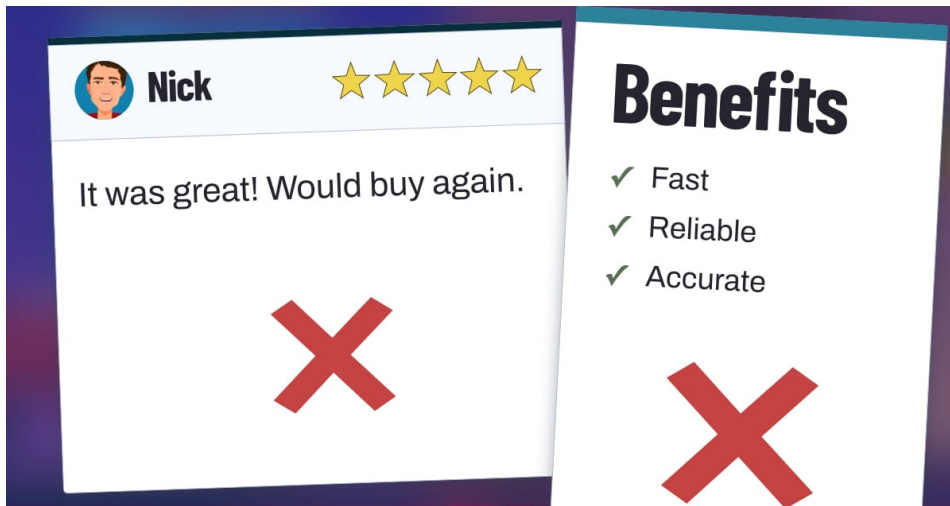 Nick
It was great! Would buy again.
Benefits
✓ Fast
✓ Reliable
✓ Accurate